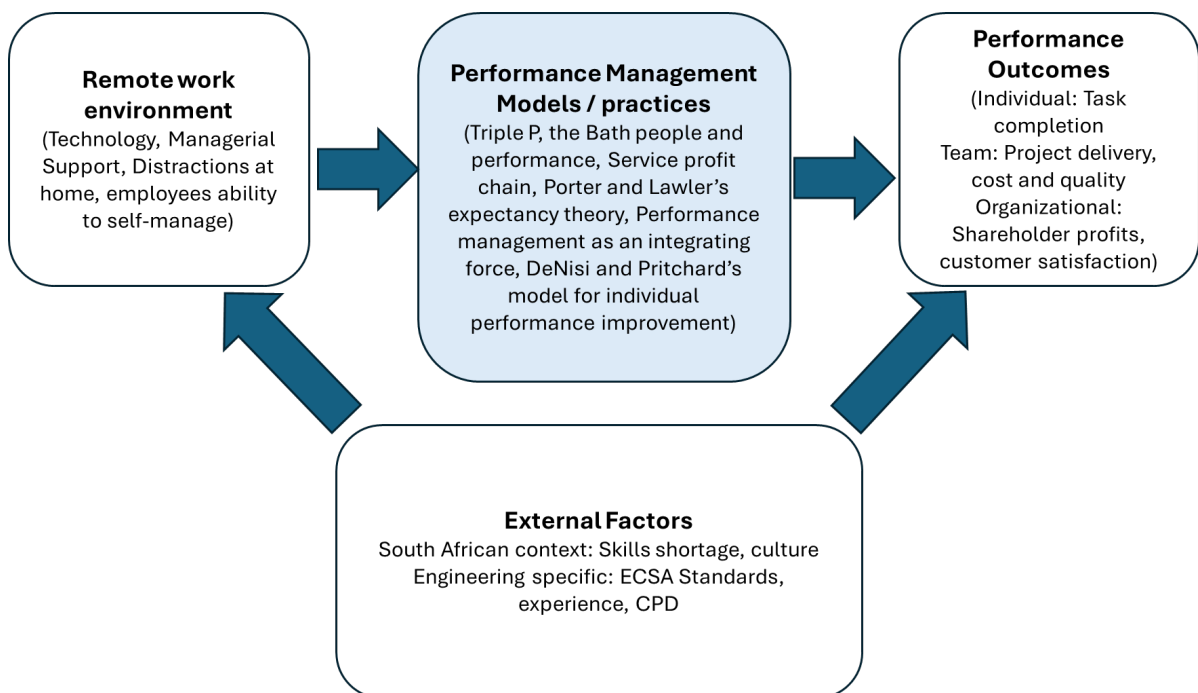 Remote work
environment
(Technology, Managerial
Support, Distractions at
home, employees ability
to self-manage)
Performance Management
Models / practices
(Triple P, the Bath people and
performance, Service profit
chain, Porter and Lawler’s
expectancy theory, Performance
management as an integrating
force, DeNisi and Pritchard’s
model for individual
performance improvement)
Performance
Outcomes
(Individual: Task
completion
Team: Project delivery,
cost and quality
Organizational:
Shareholder profits,
customer satisfaction)
External Factors
South African context: Skills shortage, culture
Engineering specific: ECSA Standards,
experience, CPD